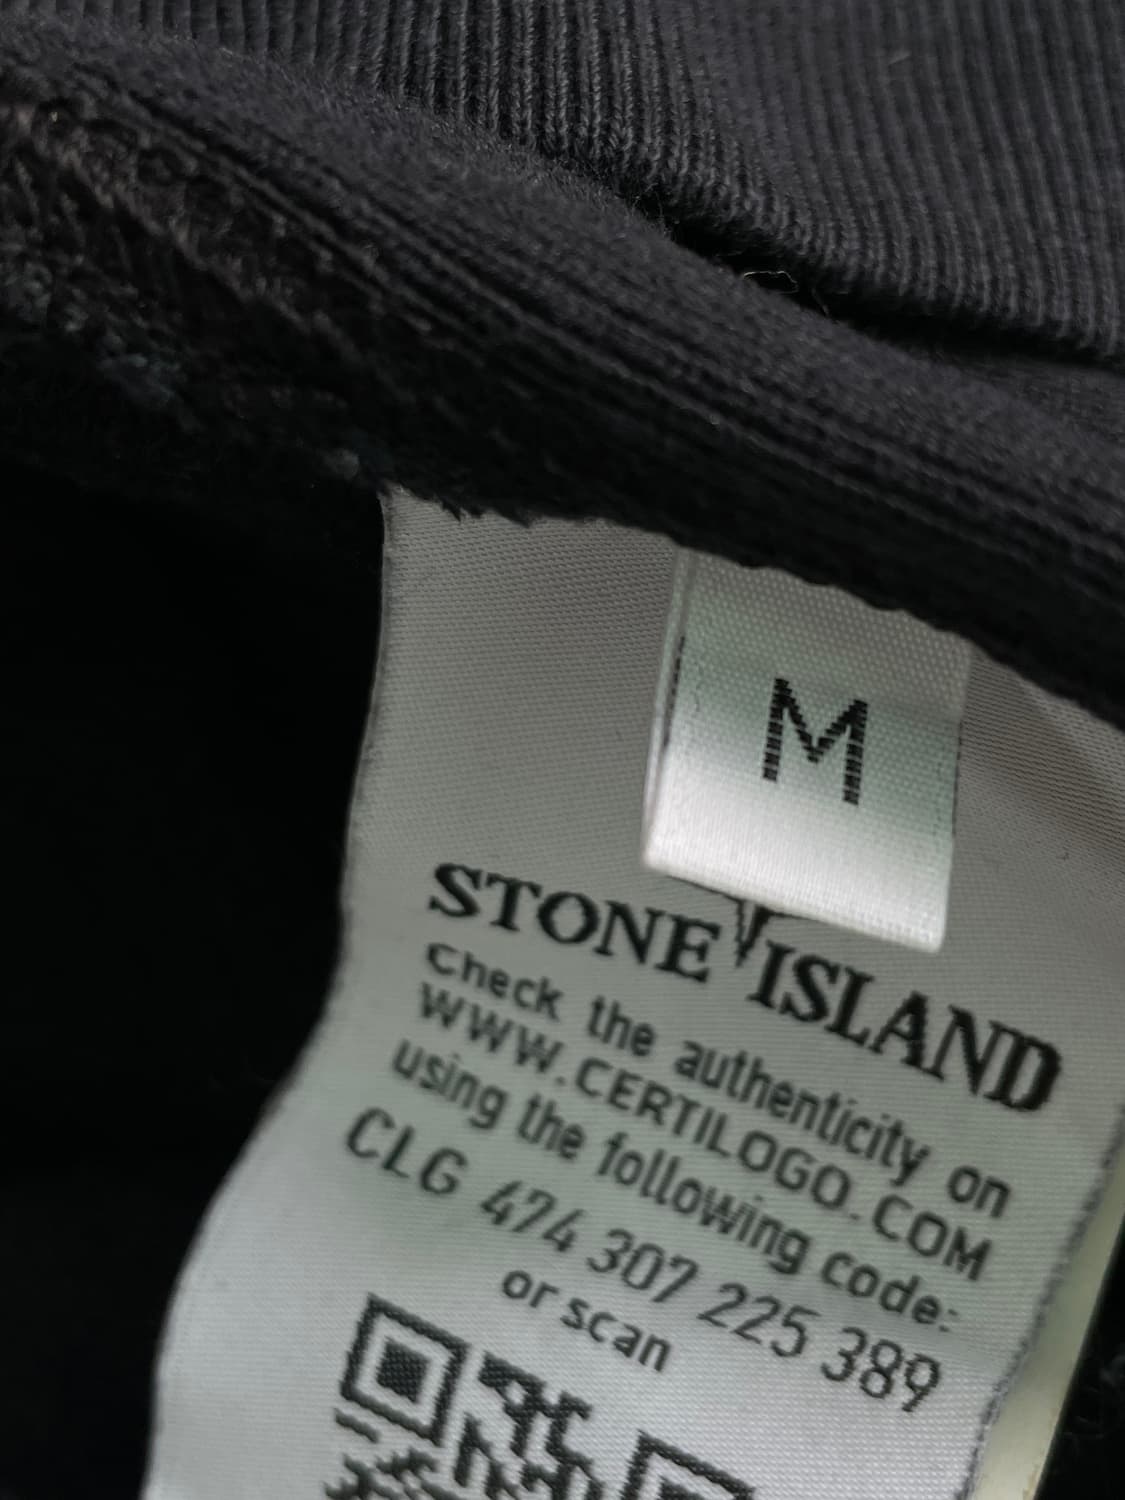 M
STONE ISLAND
Check the authenticity on
WWW.CERTILOGO.COM
using the following code:
CLG 474 307 225 389
or scan